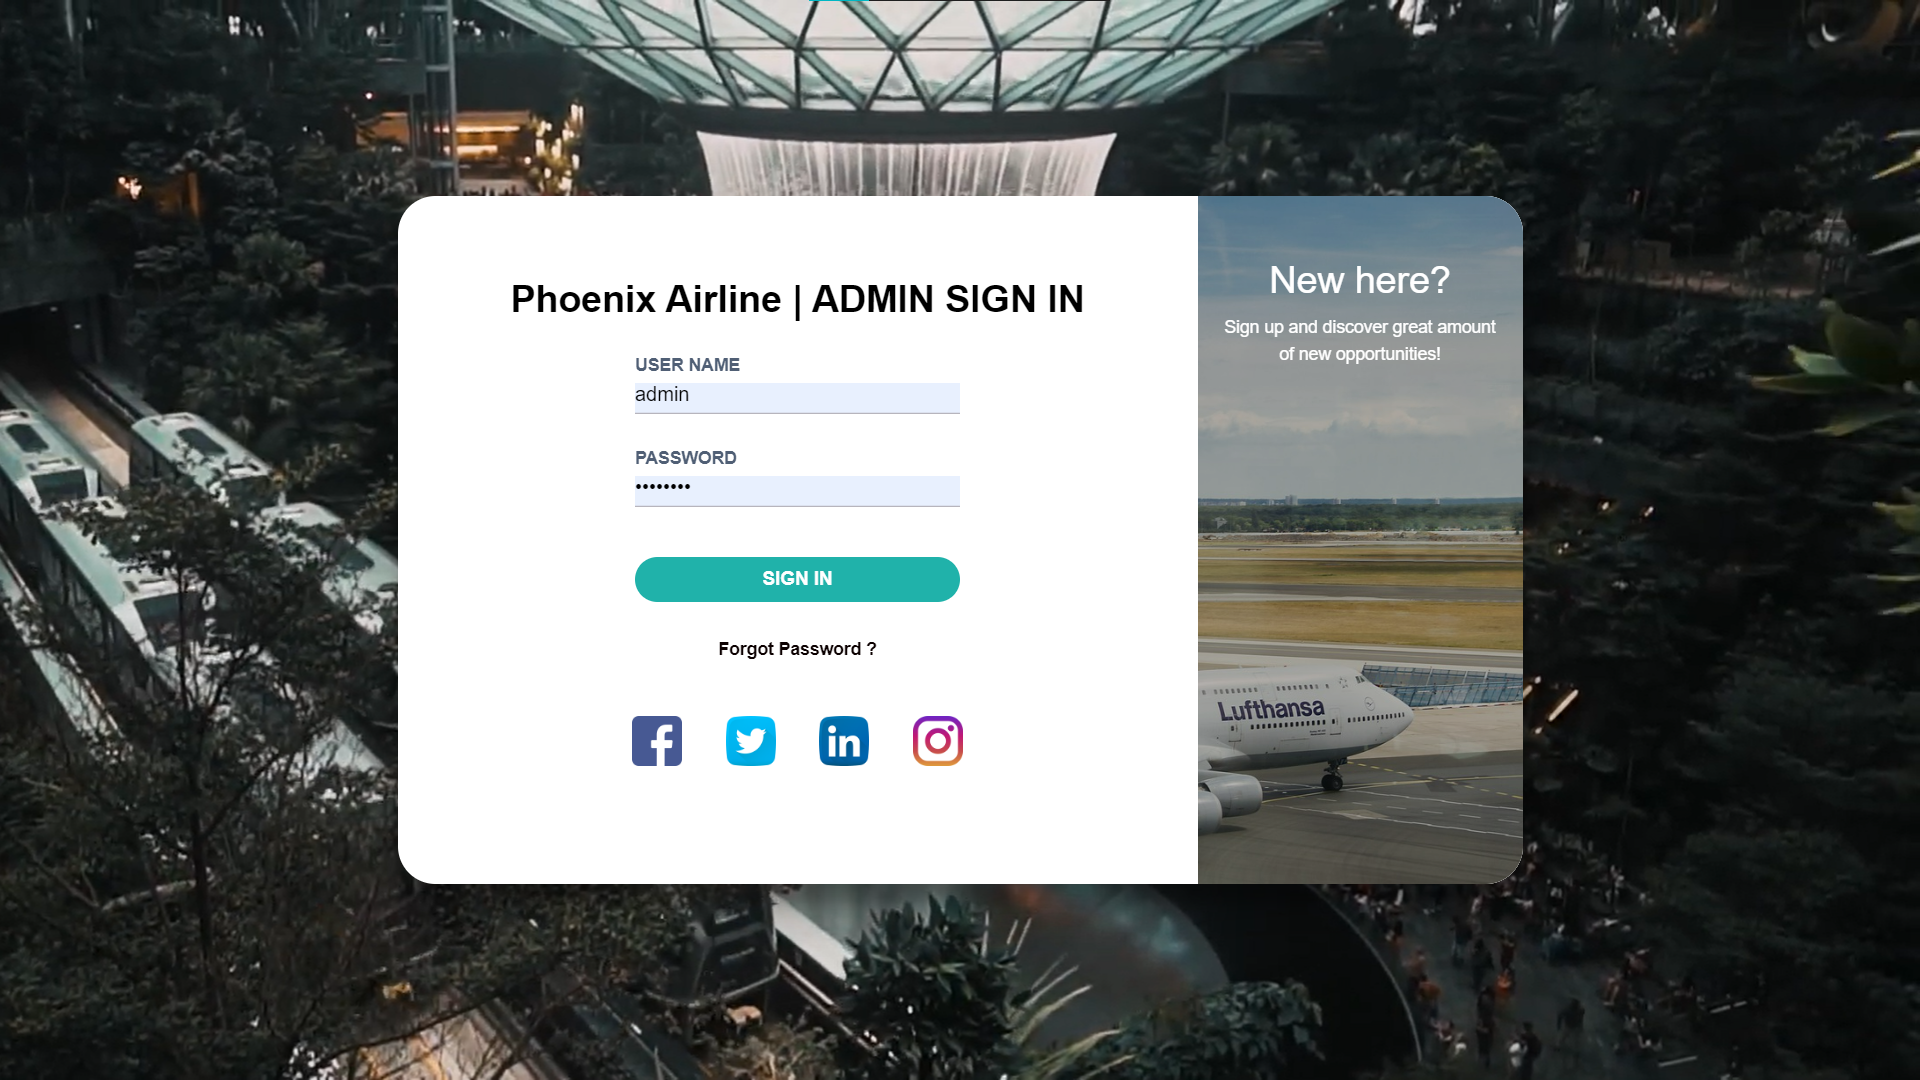 Phoenix Airline | ADMIN SIGN IN
USER NAME
admin
PASSWORD
••••••••
SIGN IN
Forgot Password ?
New here?
Sign up and discover great amount
of new opportunities!
Lufthansa